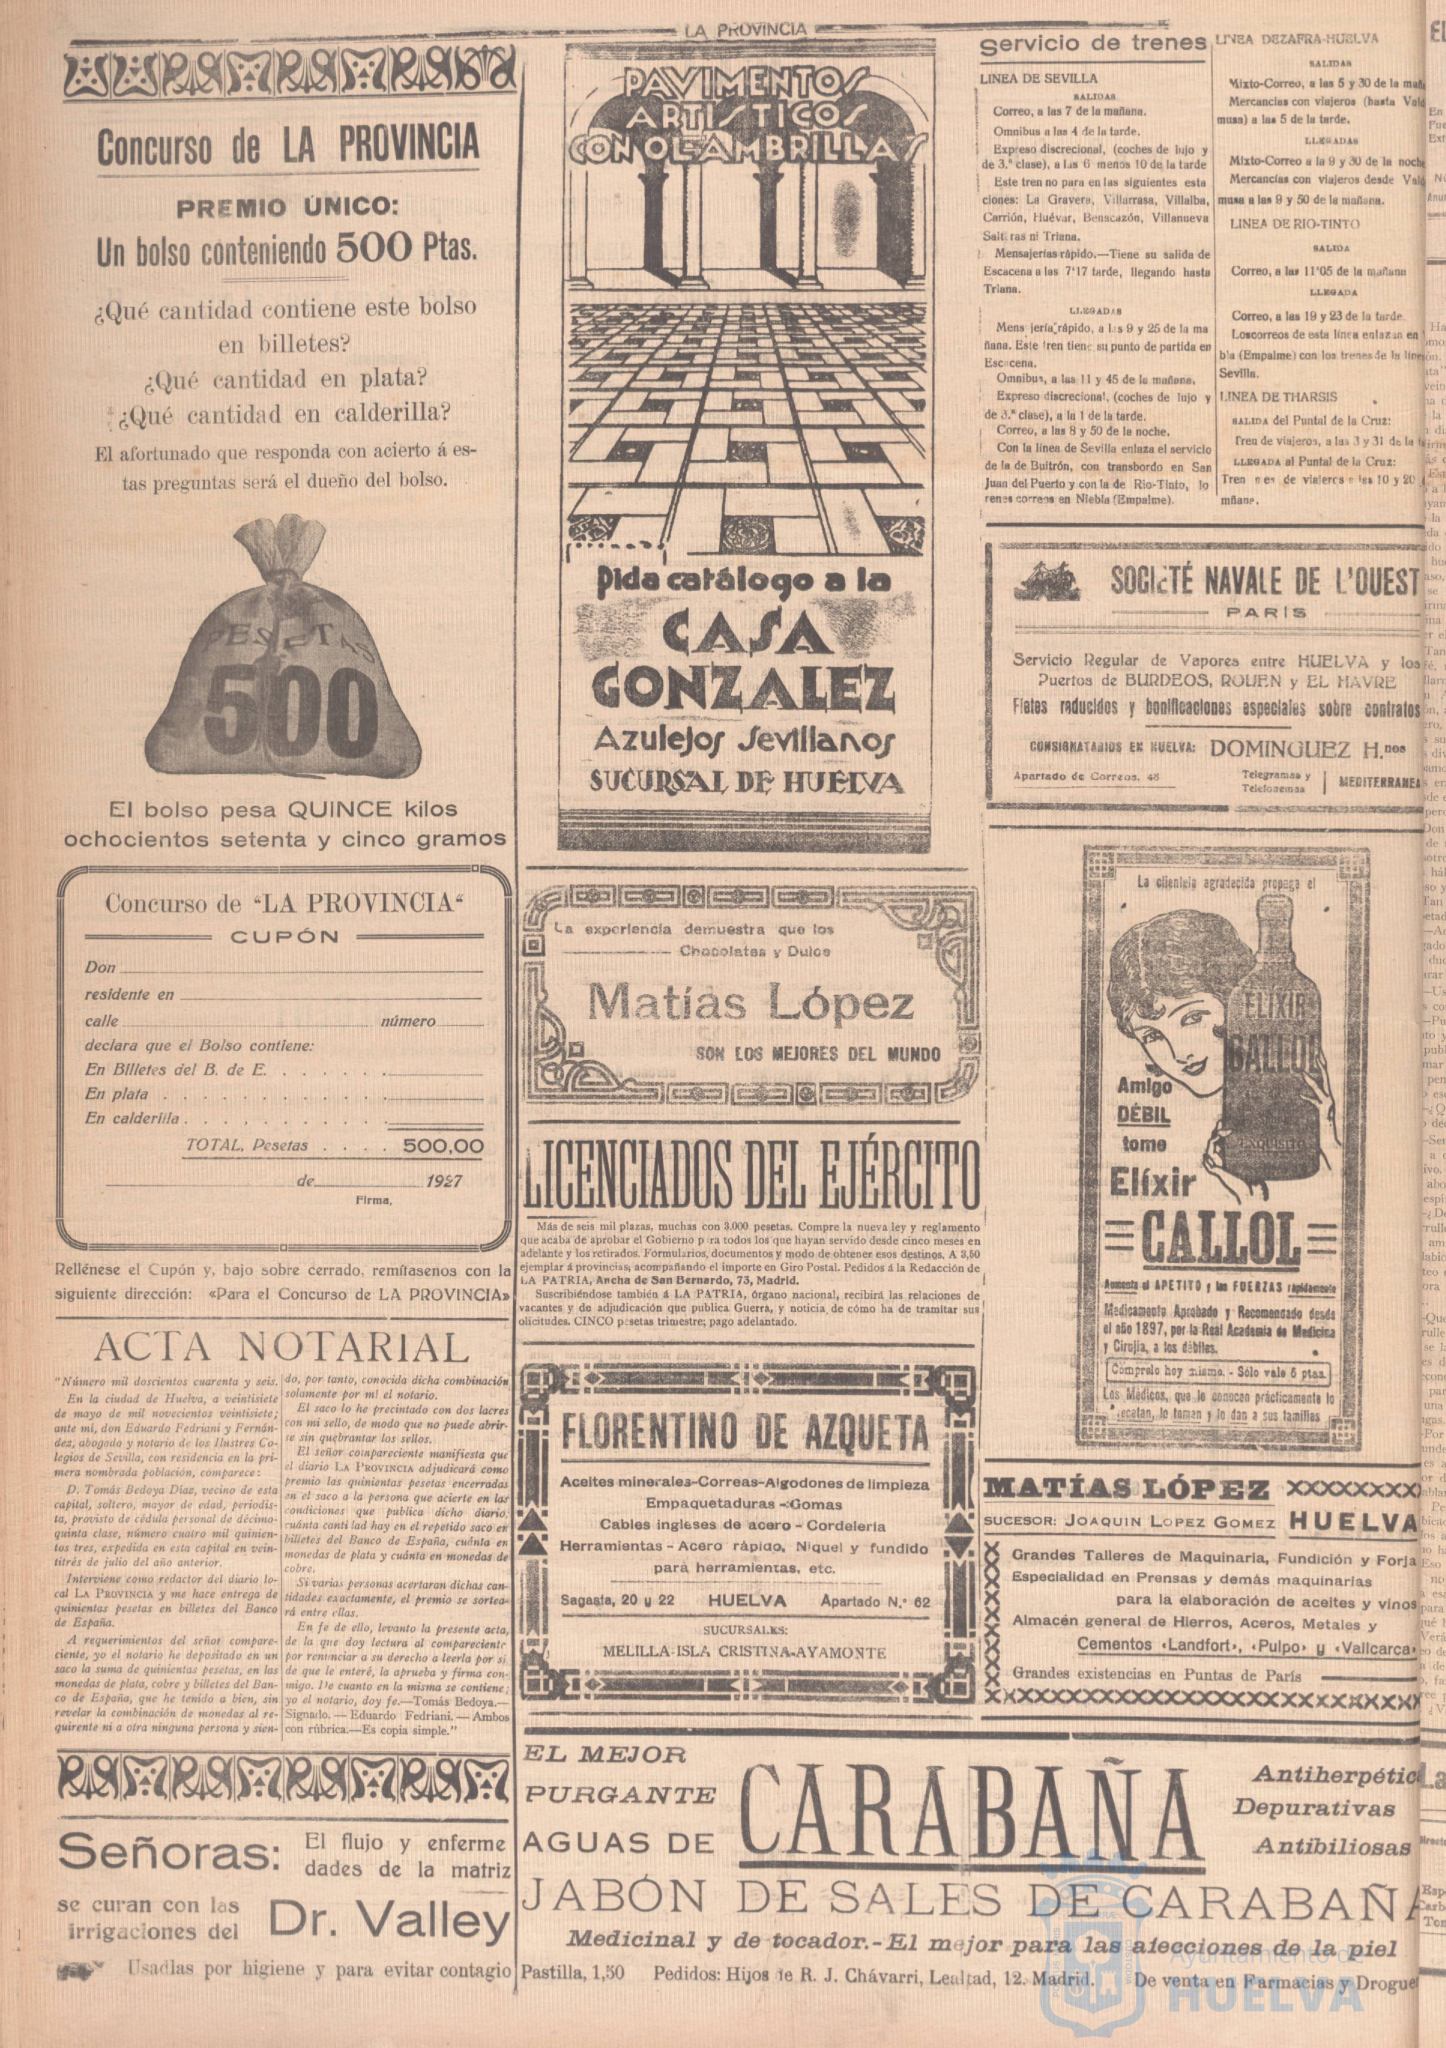 LA PROVINCIA
Concurso de LA PROVINCIA
PREMIO ÚNICO:
Un bolso conteniendo 500 Ptas.
¿Qué cantidad contiene este bolso
en billetes?
¿Qué cantidad en plata?
¿Qué cantidad en calderilla?
El afortunado que responda con acierto á es-
tas preguntas será el dueño del bolso.
PESETAS
500
El bolso pesa QUINCE kilos
ochocientos setenta y cinco gramos
Concurso de "LA PROVINCIA"
CUPÓN
Don
residente en
calle número
declara que el Bolso contiene:
En Billetes del B. de E. . . . . . .
En plata . . . . . . . . . . . .
En calderilla . . . . . . . . . . .
TOTAL, Pesetas . . . . 500,00
de 1927
Firma,
Rellénese el Cupón y, bajo sobre cerrado, remítasenos con la
siguiente dirección: «Para el Concurso de LA PROVINCIA»
ACTA NOTARIAL
"Número mil doscientos cuarenta y seis.
En la ciudad de Huelva, a veintisiete
de mayo de mil novecientos veintisiete;
ante mí, don Eduardo Fedriani y Fernán-
dez, abogado y notario de los Ilustres Co-
legios de Sevilla, con residencia en la pri-
mera nombrada población, comparece:
D. Tomás Bedoya Díaz, vecino de esta
capital, soltero, mayor de edad, periodis-
ta, provisto de cédula personal de décimo-
quinta clase, número cuatro mil quinien-
tos tres, expedida en esta capital en vein-
titrés de julio del año anterior.
Interviene como redactor del diario lo-
cal LA PROVINCIA y me hace entrega de
quinientas pesetas en billetes del Banco
de España.
A requerimientos del señor compare-
ciente, yo el notario he depositado en un
saco la suma de quinientas pesetas, en las
monedas de plata, cobre y billetes del Ban-
co de España, que he tenido a bien, sin
revelar la combinación de monedas al re-
quirente ni a otra ninguna persona y sien-
do, por tanto, conocida dicha combinación
solamente por mí el notario.
El saco lo he precintado con dos lacres
con mi sello, de modo que no puede abrir-
se sin quebrantar los sellos.
El señor compareciente manifiesta que
el diario LA PROVINCIA adjudicará como
premio las quinientas pesetas encerradas
en el saco a la persona que acierte en las
condiciones que publica dicho diario;
cuánta cantidad hay en el repetido saco en
billetes del Banco de España, cuánta en
monedas de plata y cuánta en monedas de
cobre.
Si varias personas acertaran dichas can-
tidades exactamente, el premio se sortea-
rá entre ellas.
En fe de ello, levanto la presente acta,
de la que doy lectura al compareciente
por renunciar a su derecho a leerla por sí,
de que le enteré, la aprueba y firma con-
migo. De cuanto en la misma se contiene;
yo el notario, doy fe.—Tomás Bedoya.—
Signado. — Eduardo Fedriani. — Ambos
con rúbrica.—Es copia simple."
Señoras: El flujo y enferme
dades de la matriz
se curan con las
irrigaciones del Dr. Valley
Usadlas por higiene y para evitar contagio
PAVIMENTOS
ARTISTICOS
CON OLAMBRILLAS
pida catálogo a la
CASA
GONZALEZ
Azulejos Sevillanos
SUCURSAL DE HUELVA
La experiencia demuestra que los
Chocolates y Dulce
Matías López
SON LOS MEJORES DEL MUNDO
LICENCIADOS DEL EJÉRCITO
Más de seis mil plazas, muchas con 3.000 pesetas. Compre la nueva ley y reglamento
que acaba de aprobar el Gobierno para todos los que hayan servido desde cinco meses en
adelante y los retirados. Formularios, documentos y modo de obtener esos destinos. A 3,50
ejemplar á provincias; acompañando el importe en Giro Postal. Pedidos á la Redacción de
LA PATRIA, Ancha de San Bernardo, 73, Madrid.
Suscribiéndose también á LA PATRIA, órgano nacional, recibirá las relaciones de
vacantes y de adjudicación que publica Guerra, y noticia de cómo ha de tramitar sus
olicitudes. CINCO pesetas trimestre; pago adelantado.
FLORENTINO DE AZQUETA
Aceites minerales-Correas-Algodones de limpieza
Empaquetaduras - Gomas
Cables ingleses de acero - Cordelería
Herramientas - Acero rápido, Niquel y fundido
para herramientas, etc.
Sagasta, 20 y 22 HUELVA Apartado N.º 62
SUCURSALES:
MELILLA-ISLA CRISTINA-AYAMONTE
Servicio de trenes
LINEA DE SEVILLA
SALIDAS
Correo, a las 7 de la mañana.
Omnibus a las 4 de la tarde.
Expreso discrecional, (coches de lujo y
de 3.ª clase), a las 6 menos 10 de la tarde
Este tren no para en las siguientes esta
ciones: La Gravera, Villarrasa, Villalba,
Carrión, Huévar, Benacazón, Villanueva
Salteras ni Triana.
Mensajerías rápido.—Tiene su salida de
Escacena a las 7'17 tarde, llegando hasta
Triana.
LLEGADAS
Mens jería rápido, a las 9 y 25 de la ma
ñana. Este tren tiene su punto de partida en
Escacena.
Omnibus, a las 11 y 45 de la mañana.
Expreso discrecional, (coches de lujo y
de 3.ª clase), a la 1 de la tarde.
Correo, a las 8 y 50 de la noche.
Con la línea de Sevilla enlaza el servicio
de la de Buitrón, con transbordo en San
Juan del Puerto y con la de Rio-Tinto, lo
renes correos en Niebla (Empalme).
LINEA DEZAFRA-HUELVA
SALIDAS
Mixto-Correo, a las 5 y 30 de la mañ
Mercancías con viajeros (hasta Val
musa) a las 5 de la tarde.
LLEGADAS
Mixto-Correo a la 9 y 30 de la noche
Mercancías con viajeros desde Val
musa a las 9 y 50 de la mañana.
LINEA DE RIO-TINTO
SALIDA
Correo, a las 11'05 de la mañana
LLEGADA
Correo, a las 19 y 23 de la tarde.
Loscorreos de esta línea enlazan en
bla (Empalme) con los trenes de la line
Sevilla.
LINEA DE THARSIS
SALIDA del Puntal de la Cruz:
Tren de viajeros, a las 3 y 31 de la
LLEGADA al Puntal de la Cruz:
Tren de viajeros a las 10 y 20
mñane.
SOCIETÉ NAVALE DE L'OUEST
PARÍS
Servicio Regular de Vapores entre HUELVA y los
Puertos de BURDEOS, ROUEN y EL HAVRE
Fletes reducidos y bonificaciones especiales sobre contratos
CONSIGNATARIOS EN HUELVA: DOMINGUEZ H.nos
Apartado de Correos, 48 Telegramas y
Telefonemas MEDITERRANEA
La clientela agradecida propaga el
ELIXIR
CALLOL
EXQUISITO
Amigo
DÉBIL
tome
Elíxir
CALLOL
Aumenta el APETITO y las FUERZAS rápidamente
Medicamento Aprobado y Recomendado desde
el año 1897, por la Real Academia de Medicina
y Cirujía, a los débiles.
Cómprelo hoy mismo. - Sólo vale 5 ptas.
Los Médicos, que lo conocen prácticamente lo
recetan, lo toman y lo dan a sus familias
MATÍAS LÓPEZ
SUCESOR: JOAQUIN LOPEZ GOMEZ HUELVA
Grandes Talleres de Maquinaria, Fundición y Forja
Especialidad en Prensas y demás maquinarias
para la elaboración de aceites y vinos
Almacén general de Hierros, Aceros, Metales y
Cementos «Landfort», «Pulpo» y «Vallcarca»
Grandes existencias en Puntas de París
EL MEJOR
PURGANTE
AGUAS DE CARABAÑA
Antiherpétic
Depurativas
Antibiliosas
JABÓN DE SALES DE CARABAÑA
Medicinal y de tocador.-El mejor para las afecciones de la piel
Pastilla, 1,50 Pedidos: Hijos de R. J. Chávarri, Lealtad, 12. Madrid. De venta en Farmacias y Drogue
Ayuntamiento de
HUELVA